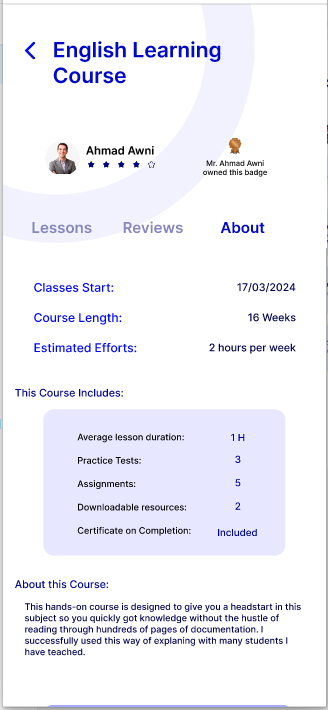 English Learning
Course
Ahmad Awni
Mr. Ahmad Awni
owned this badge
Lessons Reviews About
Classes Start: 17/03/2024
Course Length: 16 Weeks
Estimated Efforts: 2 hours per week
This Course Includes:
Average lesson duration: 1 H
Practice Tests: 3
Assignments: 5
Downloadable resources: 2
Certificate on Completion: Included
About this Course:
This hands-on course is designed to give you a headstart in this
subject so you quickly got knowledge without the hustle of
reading through hundreds of pages of documentation. I
successfully used this way of explaning with many students I
have teached.